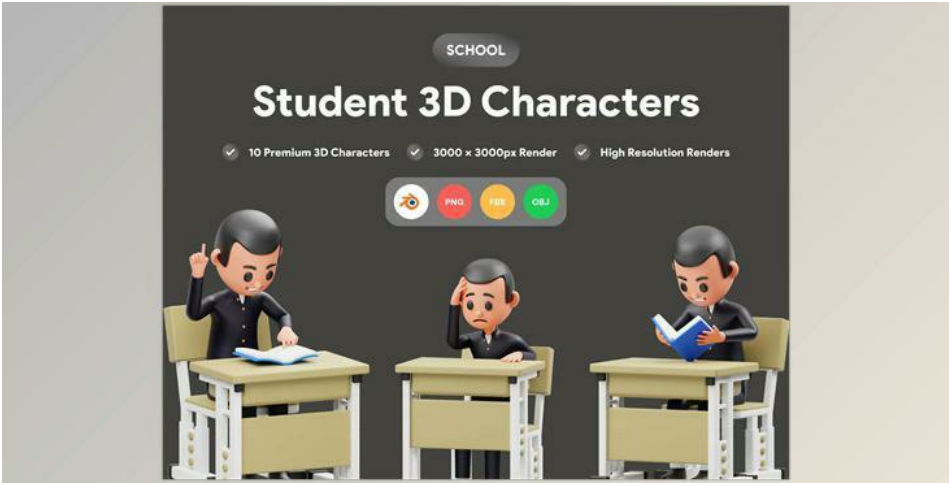 SCHOOL
Student 3D Characters
10 Premium 3D Characters 3000 × 3000px Render High Resolution Renders
PNG FBX OBJ